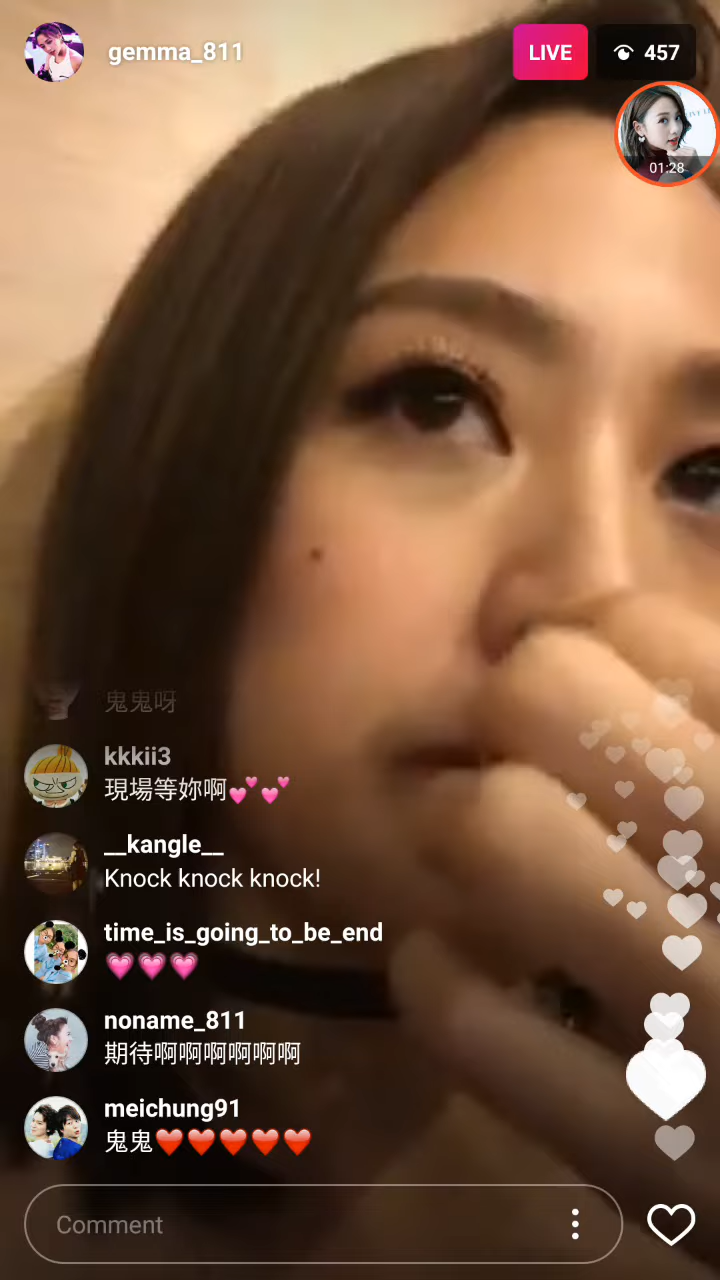 gemma_811
LIVE
457
01:28
鬼鬼呀
kkkii3
現場等妳啊💕💕
__kangle__
Knock knock knock!
time_is_going_to_be_end
💗💗💗
noname_811
期待啊啊啊啊啊啊
meichung91
鬼鬼❤️❤️❤️❤️❤️
Comment